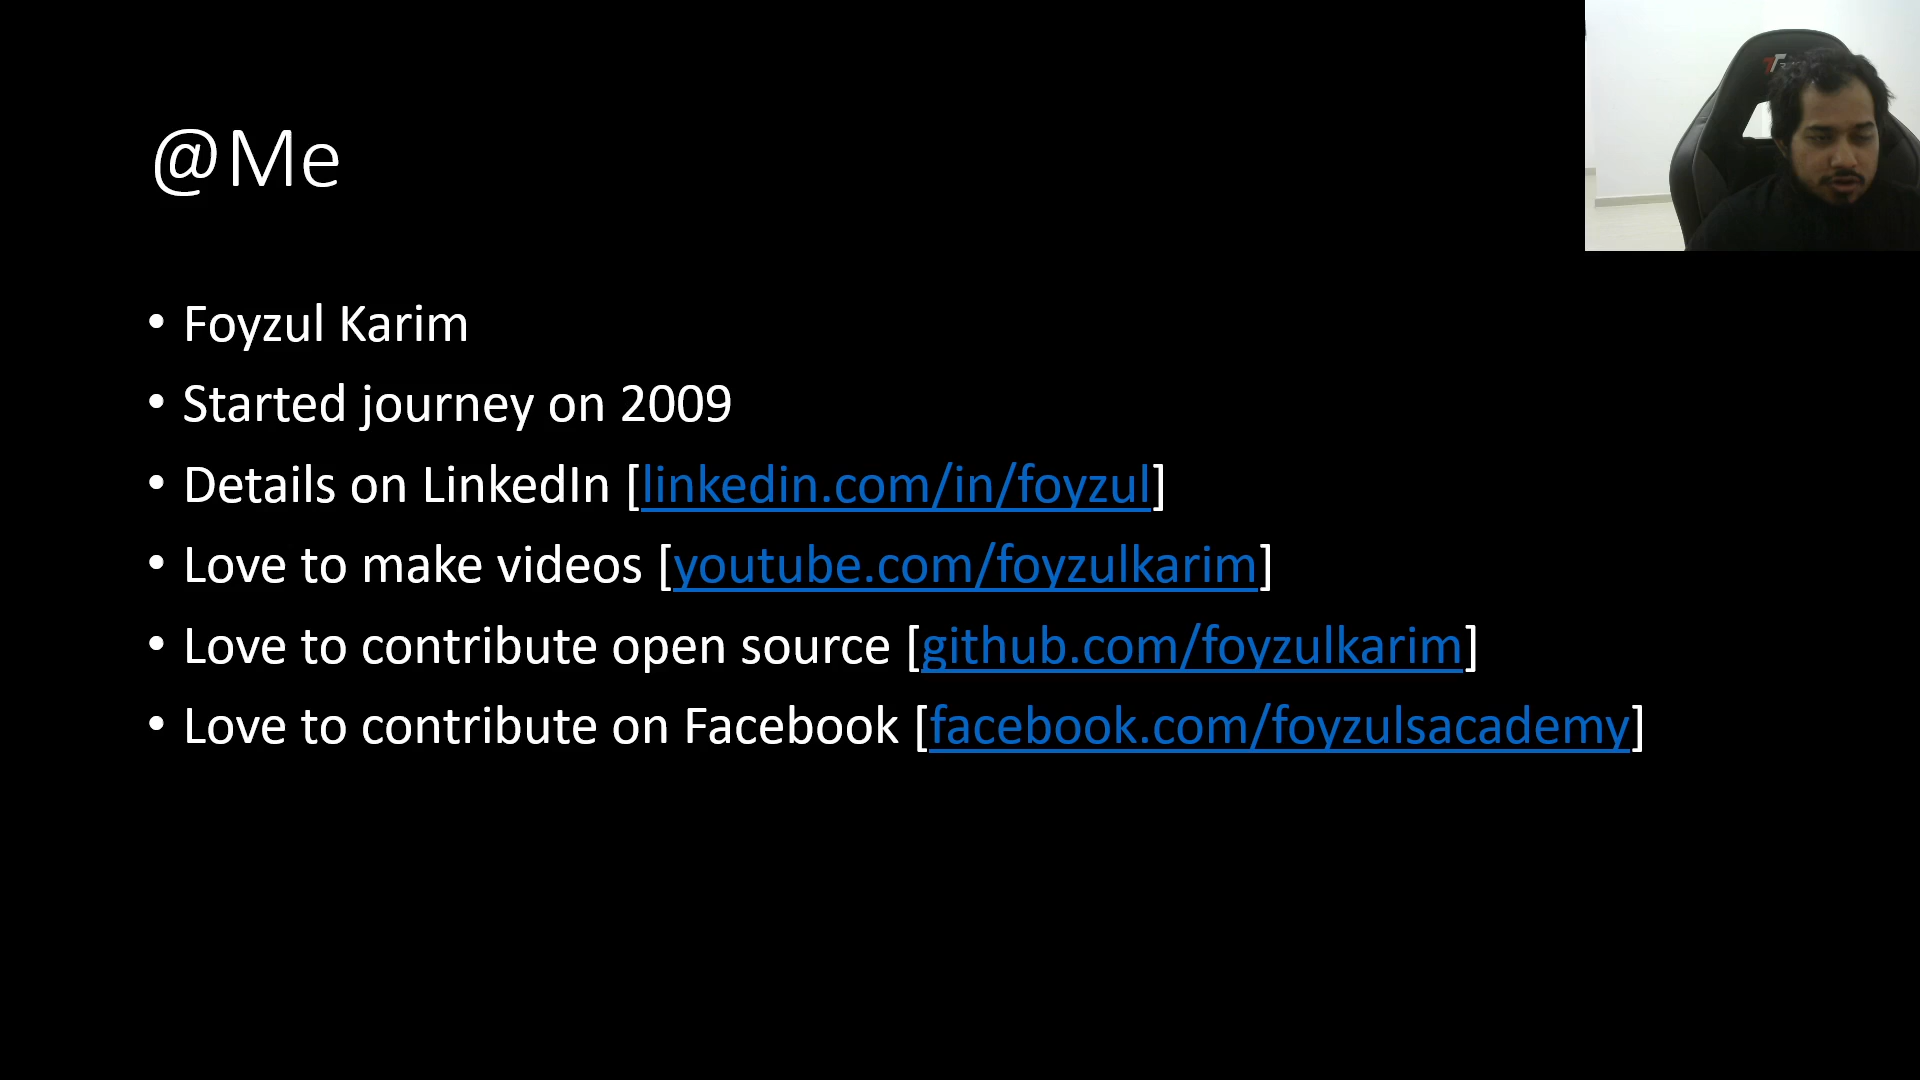 @Me
• Foyzul Karim
• Started journey on 2009
• Details on LinkedIn [linkedin.com/in/foyzul]
• Love to make videos [youtube.com/foyzulkarim]
• Love to contribute open source [github.com/foyzulkarim]
• Love to contribute on Facebook [facebook.com/foyzulsacademy]